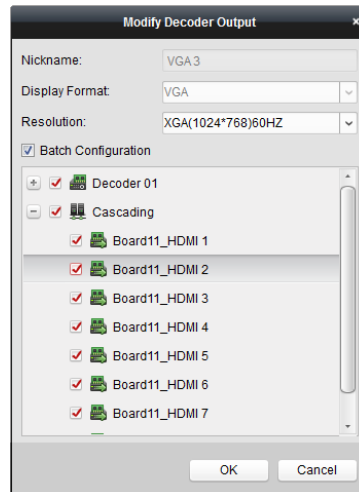 Modify Decoder Output
Nickname: VGA 3
Display Format: VGA
Resolution: XGA(1024*768)60HZ
Batch Configuration
Decoder 01
Cascading
Board11_HDMI 1
Board11_HDMI 2
Board11_HDMI 3
Board11_HDMI 4
Board11_HDMI 5
Board11_HDMI 6
Board11_HDMI 7
OK Cancel